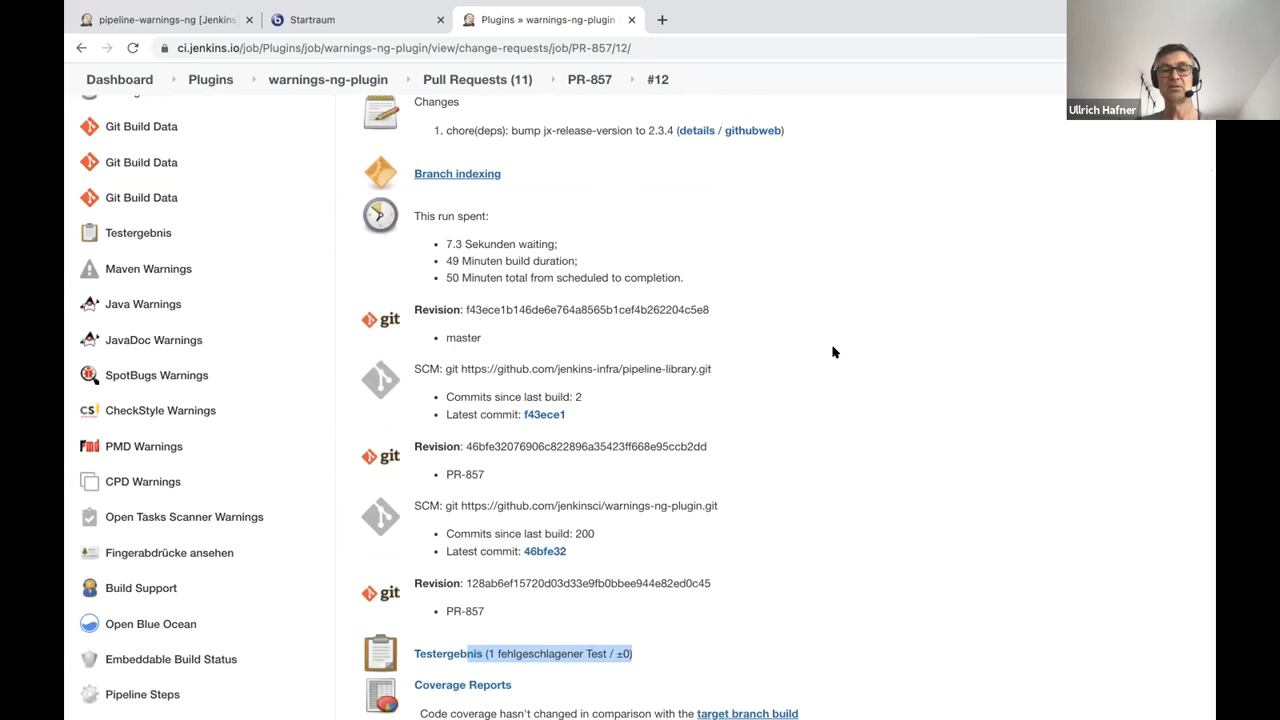 pipeline-warnings-ng [Jenkins
Startraum
Plugins » warnings-ng-plugin
ci.jenkins.io/job/Plugins/job/warnings-ng-plugin/view/change-requests/job/PR-857/12/
Ullrich Hafner
Dashboard
Plugins
warnings-ng-plugin
Pull Requests (11)
PR-857
#12
Git Build Data
Git Build Data
Git Build Data
Testergebnis
Maven Warnings
Java Warnings
JavaDoc Warnings
SpotBugs Warnings
CheckStyle Warnings
PMD Warnings
CPD Warnings
Open Tasks Scanner Warnings
Fingerabdrücke ansehen
Build Support
Open Blue Ocean
Embeddable Build Status
Pipeline Steps
Changes
1. chore(deps): bump jx-release-version to 2.3.4 (details / githubweb)
Branch indexing
This run spent:
• 7.3 Sekunden waiting;
• 49 Minuten build duration;
• 50 Minuten total from scheduled to completion.
git
Revision: f43ece1b146de6e764a8565b1cef4b262204c5e8
• master
SCM: git https://github.com/jenkins-infra/pipeline-library.git
• Commits since last build: 2
• Latest commit: f43ece1
git
Revision: 46bfe32076906c822896a35423ff668e95ccb2dd
• PR-857
SCM: git https://github.com/jenkinsci/warnings-ng-plugin.git
• Commits since last build: 200
• Latest commit: 46bfe32
git
Revision: 128ab6ef15720d03d33e9fb0bbee944e82ed0c45
• PR-857
Testergebnis (1 fehlgeschlagener Test / ±0)
Coverage Reports
Code coverage hasn't changed in comparison with the target branch build